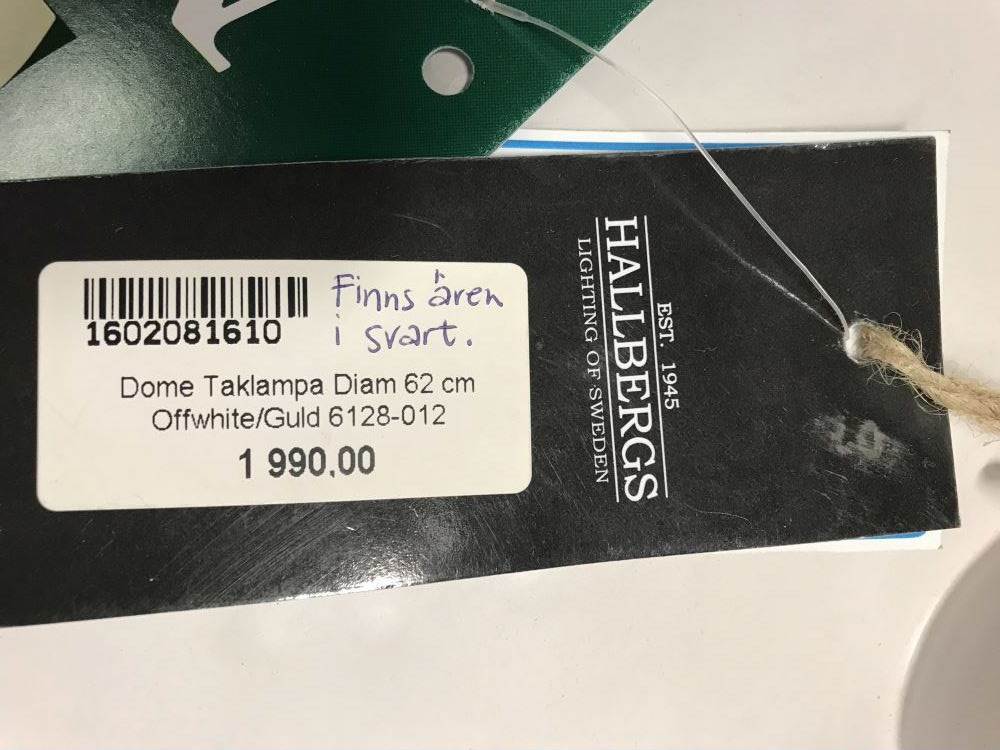 Finns åven
i svart.
1602081610
Dome Taklampa Diam 62 cm
Offwhite/Guld 6128-012
1 990,00
EST. 1945
HALLBERGS
LIGHTING OF SWEDEN